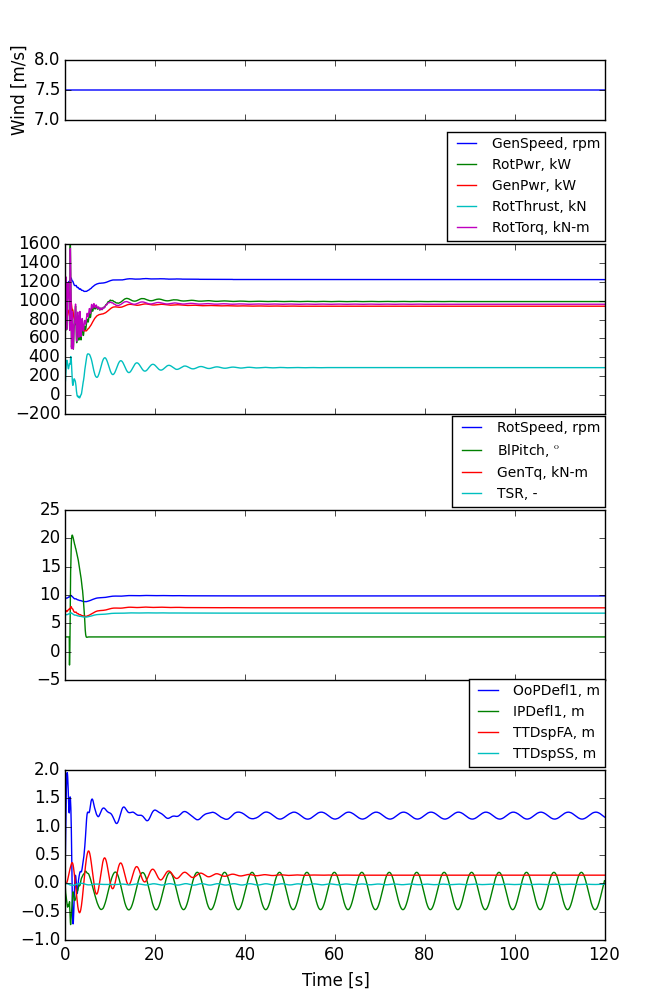 Wind [m/s]
8.0
7.5
7.0
GenSpeed, rpm
RotPwr, kW
GenPwr, kW
RotThrust, kN
RotTorq, kN-m
1600
1400
1200
1000
800
600
400
200
0
−200
RotSpeed, rpm
BlPitch, °
GenTq, kN-m
TSR, -
25
20
15
10
5
0
−5
OoPDefl1, m
IPDefl1, m
TTDspFA, m
TTDspSS, m
2.0
1.5
1.0
0.5
0.0
−0.5
−1.0
0 20 40 60 80 100 120
Time [s]